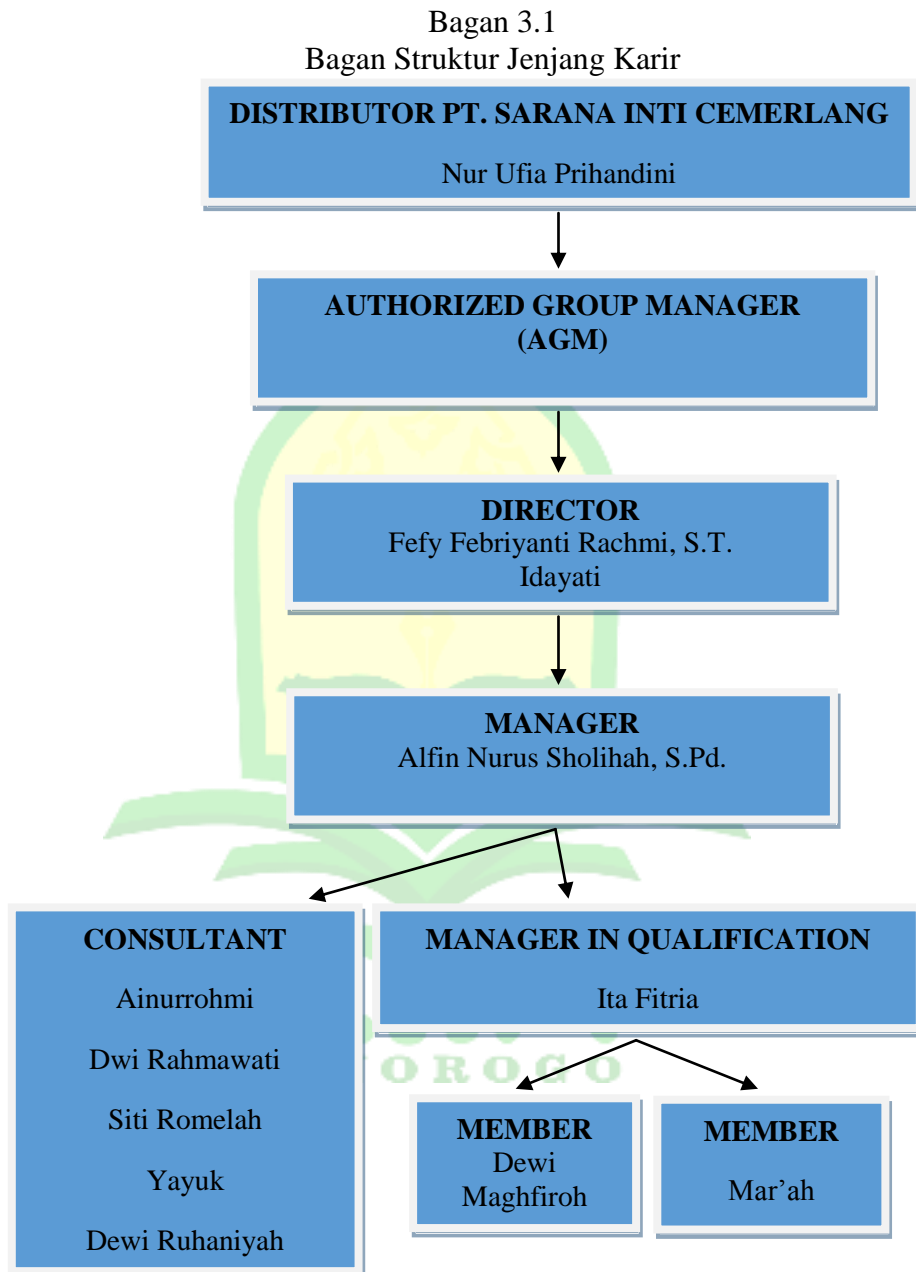 Bagan 3.1
Bagan Struktur Jenjang Karir
DISTRIBUTOR PT. SARANA INTI CEMERLANG
Nur Ufia Prihandini
AUTHORIZED GROUP MANAGER
(AGM)
DIRECTOR
Fefy Febriyanti Rachmi, S.T.
Idayati
MANAGER
Alfin Nurus Sholihah, S.Pd.
CONSULTANT
Ainurrohmi
Dwi Rahmawati
Siti Romelah
Yayuk
Dewi Ruhaniyah
MANAGER IN QUALIFICATION
Ita Fitria
OROGO
MEMBER
Dewi
Maghfiroh
MEMBER
Mar’ah